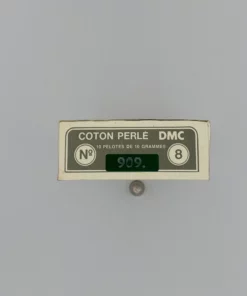 COTON PERLE DMC
10 PELOTES DE 10 GRAMMES
Nº 8
909.